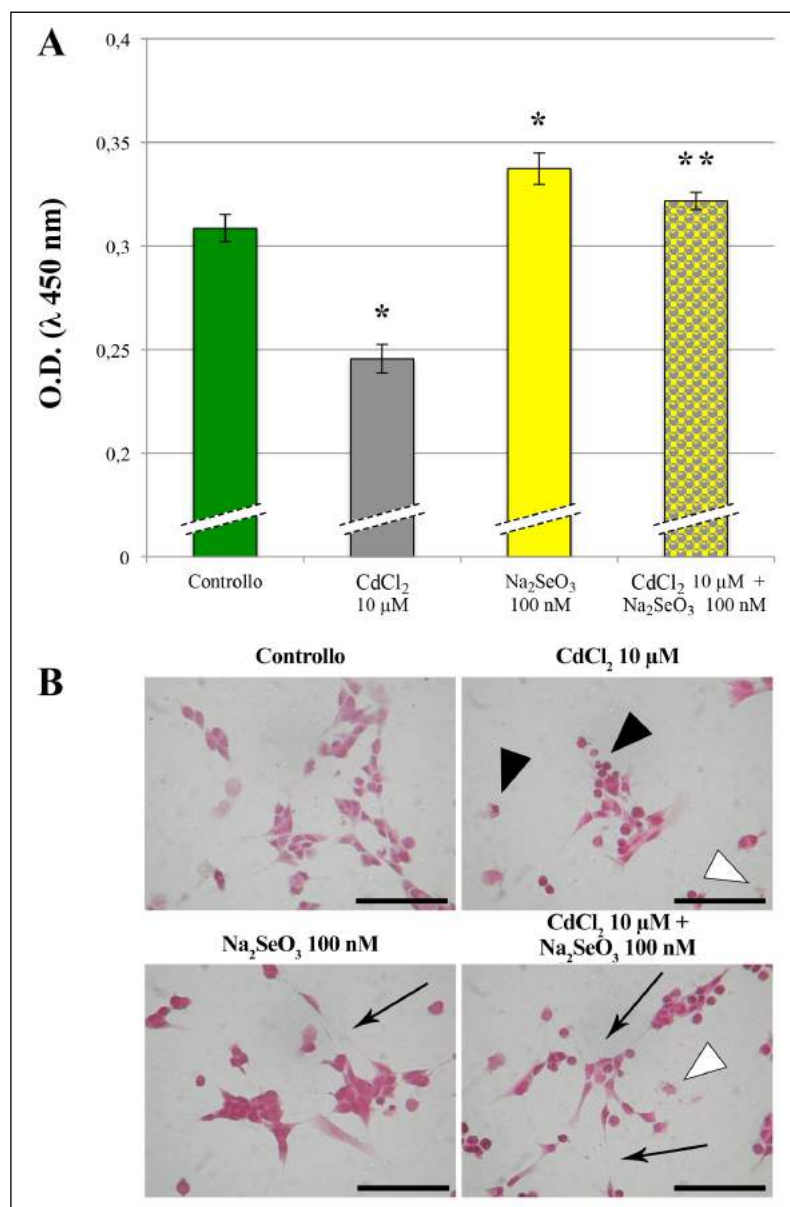 A
0,4
0,35
0,3
0,25
0,2
0
O.D. (λ 450 nm)
*
*
**
Controllo
CdCl₂
10 µM
Na₂SeO₃
100 nM
CdCl₂ 10 µM +
Na₂SeO₃ 100 nM
B
Controllo
CdCl₂ 10 µM
Na₂SeO₃ 100 nM
CdCl₂ 10 µM +
Na₂SeO₃ 100 nM